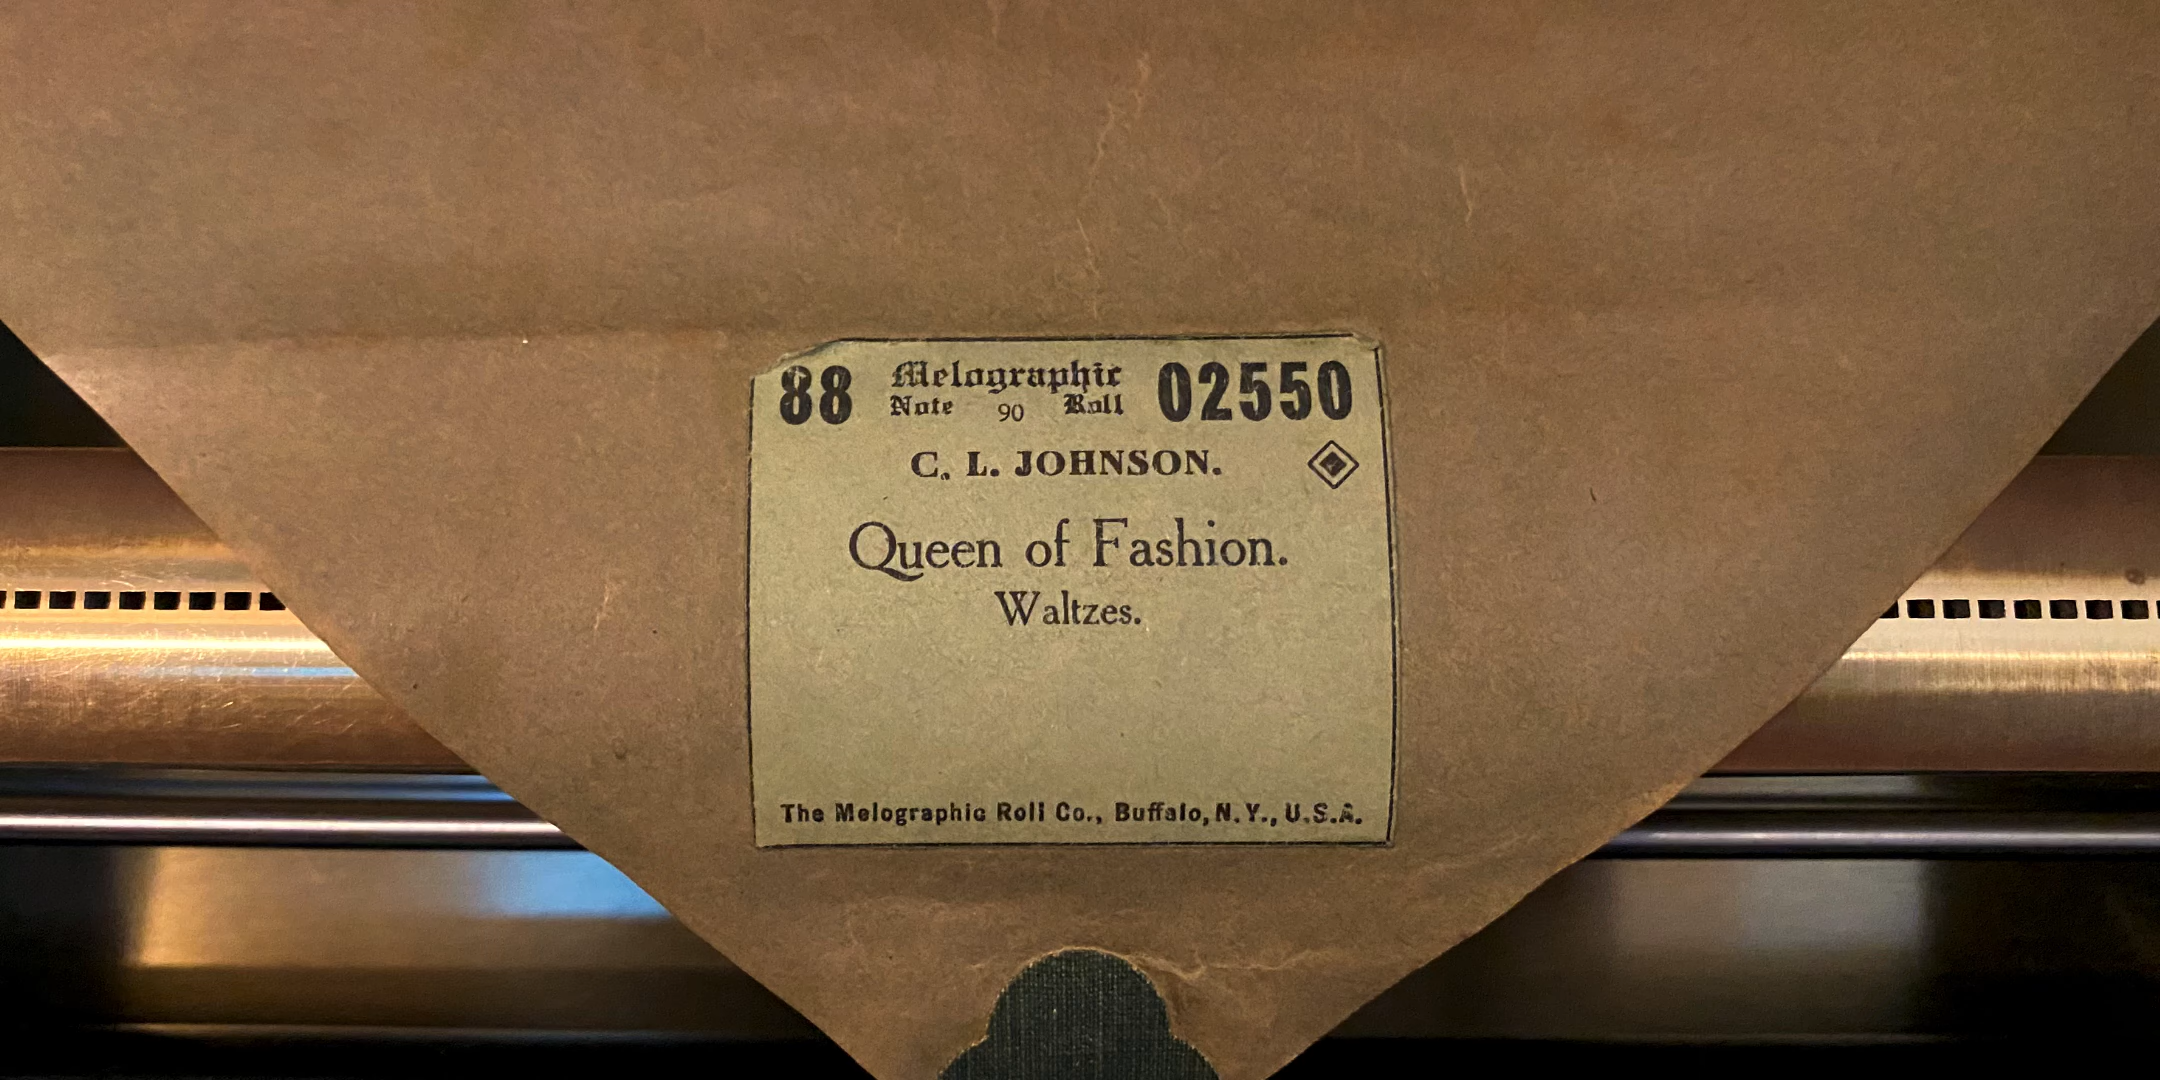 88 Melographic 02550
Note 90 Roll
C. L. JOHNSON.
Queen of Fashion.
Waltzes.
The Melographic Roll Co., Buffalo, N. Y., U.S.A.